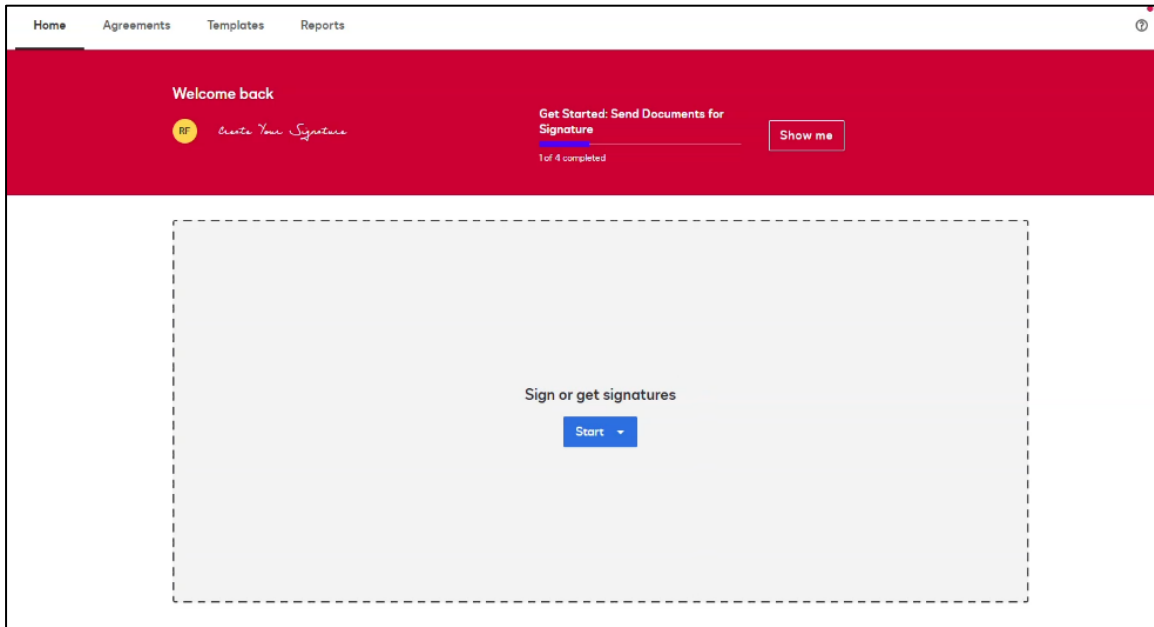 Home Agreements Templates Reports
Welcome back
RF Create Your Signature
Get Started: Send Documents for
Signature
Show me
1 of 4 completed
Sign or get signatures
Start